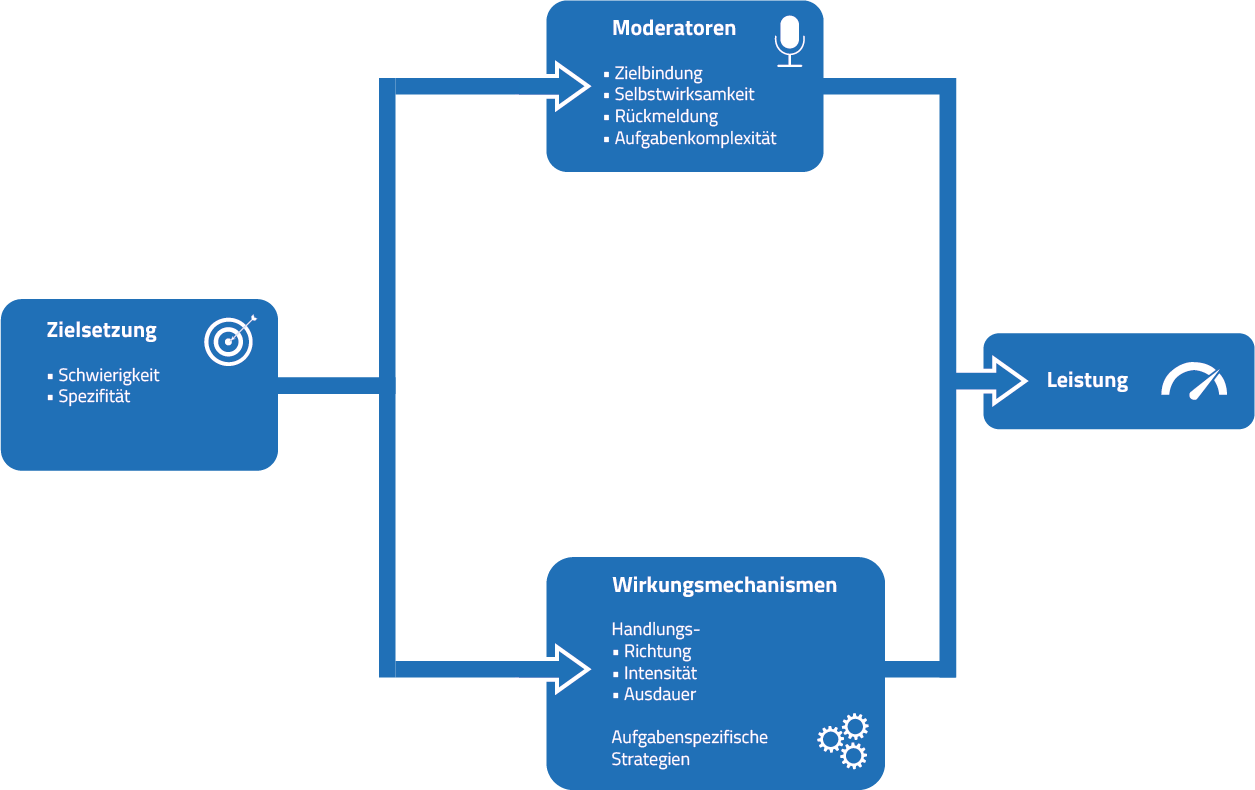 Moderatoren
▪ Zielbindung
▪ Selbstwirksamkeit
▪ Rückmeldung
▪ Aufgabenkomplexität
Zielsetzung
▪ Schwierigkeit
▪ Spezifität
Leistung
Wirkungsmechanismen
Handlungs-
▪ Richtung
▪ Intensität
▪ Ausdauer
Aufgabenspezifische
Strategien